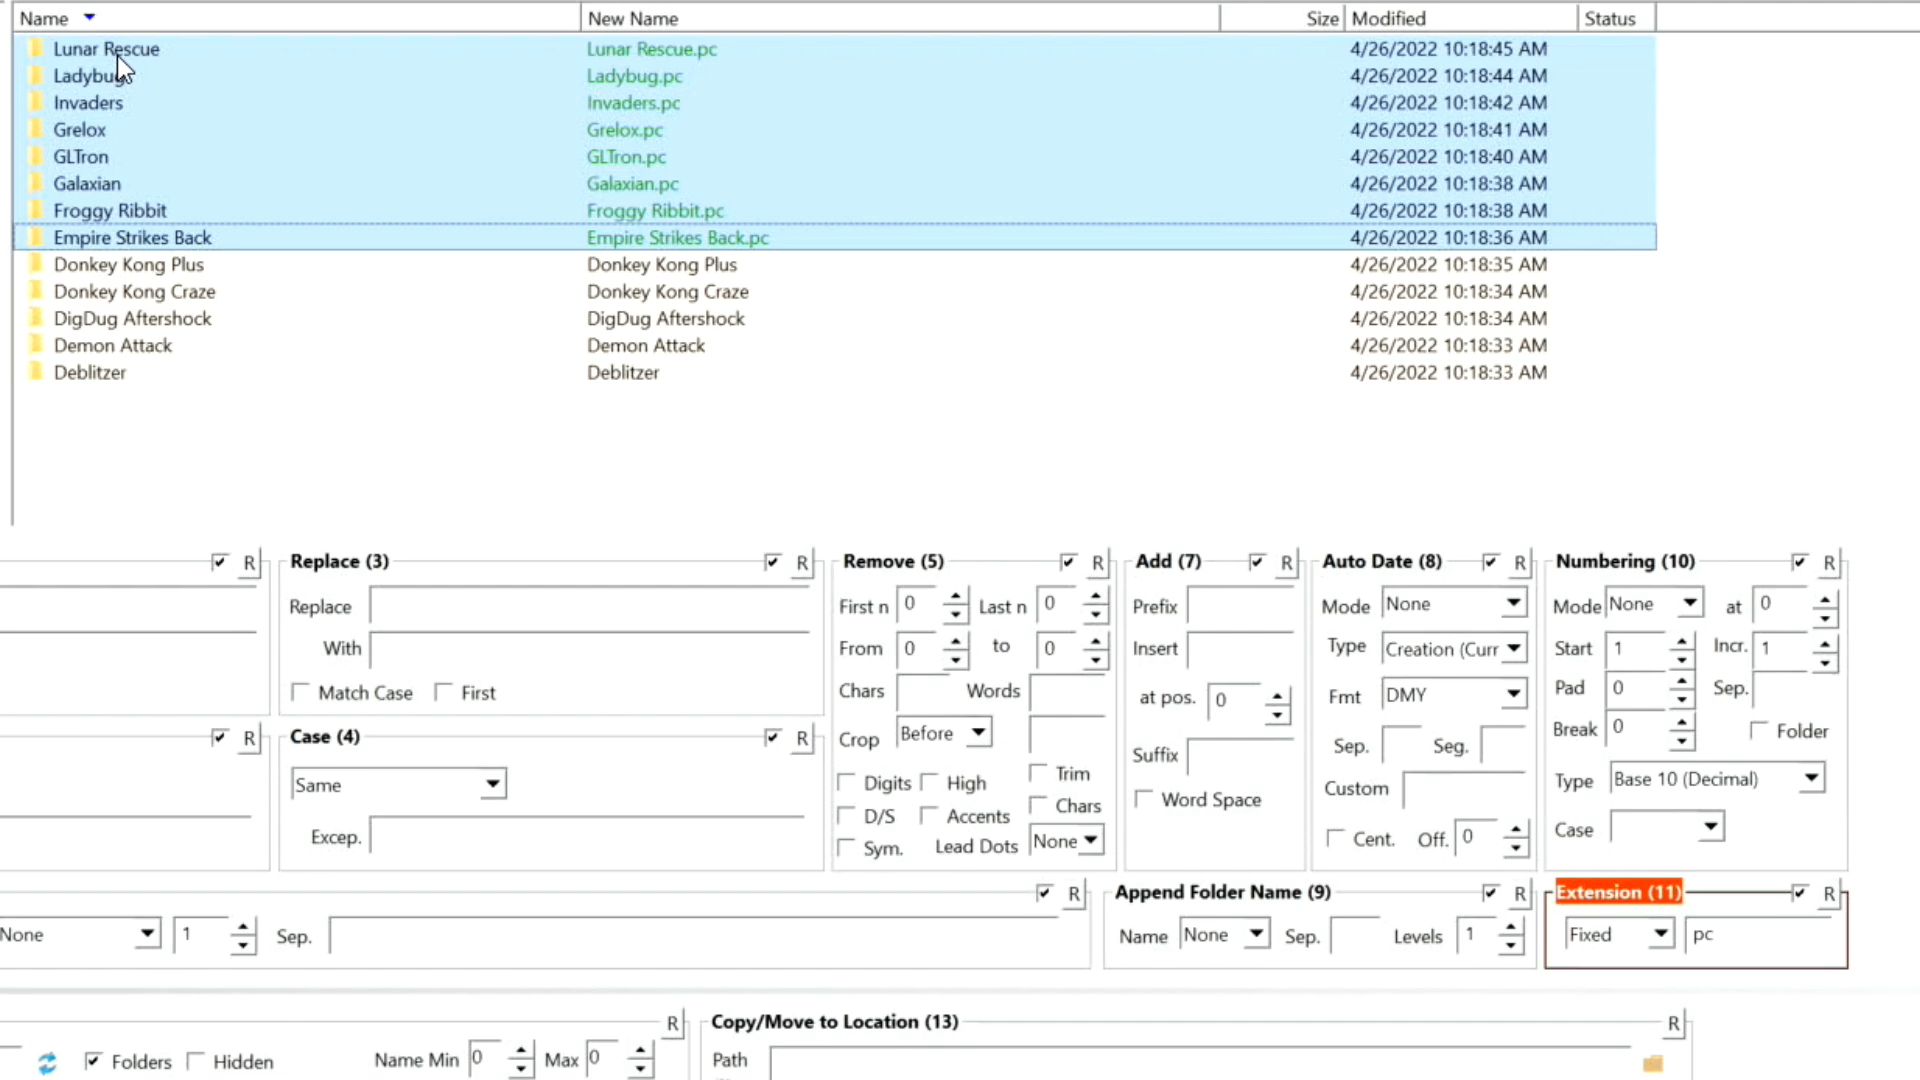 Name New Name Size Modified Status
Lunar Rescue Lunar Rescue.pc 4/26/2022 10:18:45 AM
Ladybug Ladybug.pc 4/26/2022 10:18:44 AM
Invaders Invaders.pc 4/26/2022 10:18:42 AM
Grelox Grelox.pc 4/26/2022 10:18:41 AM
GLTron GLTron.pc 4/26/2022 10:18:40 AM
Galaxian Galaxian.pc 4/26/2022 10:18:38 AM
Froggy Ribbit Froggy Ribbit.pc 4/26/2022 10:18:38 AM
Empire Strikes Back Empire Strikes Back.pc 4/26/2022 10:18:36 AM
Donkey Kong Plus Donkey Kong Plus 4/26/2022 10:18:35 AM
Donkey Kong Craze Donkey Kong Craze 4/26/2022 10:18:34 AM
DigDug Aftershock DigDug Aftershock 4/26/2022 10:18:34 AM
Demon Attack Demon Attack 4/26/2022 10:18:33 AM
Deblitzer Deblitzer 4/26/2022 10:18:33 AM
R Replace (3) R Remove (5) R Add (7) R Auto Date (8) R Numbering (10) R
Replace First n 0 Last n 0 Prefix Mode None Mode None at 0
With From 0 to 0 Insert Type Creation (Curr Start 1 Incr. 1
Match Case First Chars Words at pos. 0 Fmt DMY Pad 0 Sep.
R Case (4) R Crop Before Suffix Sep. Seg. Break 0 Folder
Same Digits High Trim Word Space Custom Type Base 10 (Decimal)
Excep. D/S Accents Chars Cent. Off. 0 Case
Sym. Lead Dots None
R Append Folder Name (9) R Extension (11) R
None 1 Sep. Name None Sep. Levels 1 Fixed pc
R Copy/Move to Location (13) R
Folders Hidden Name Min 0 Max 0 Path